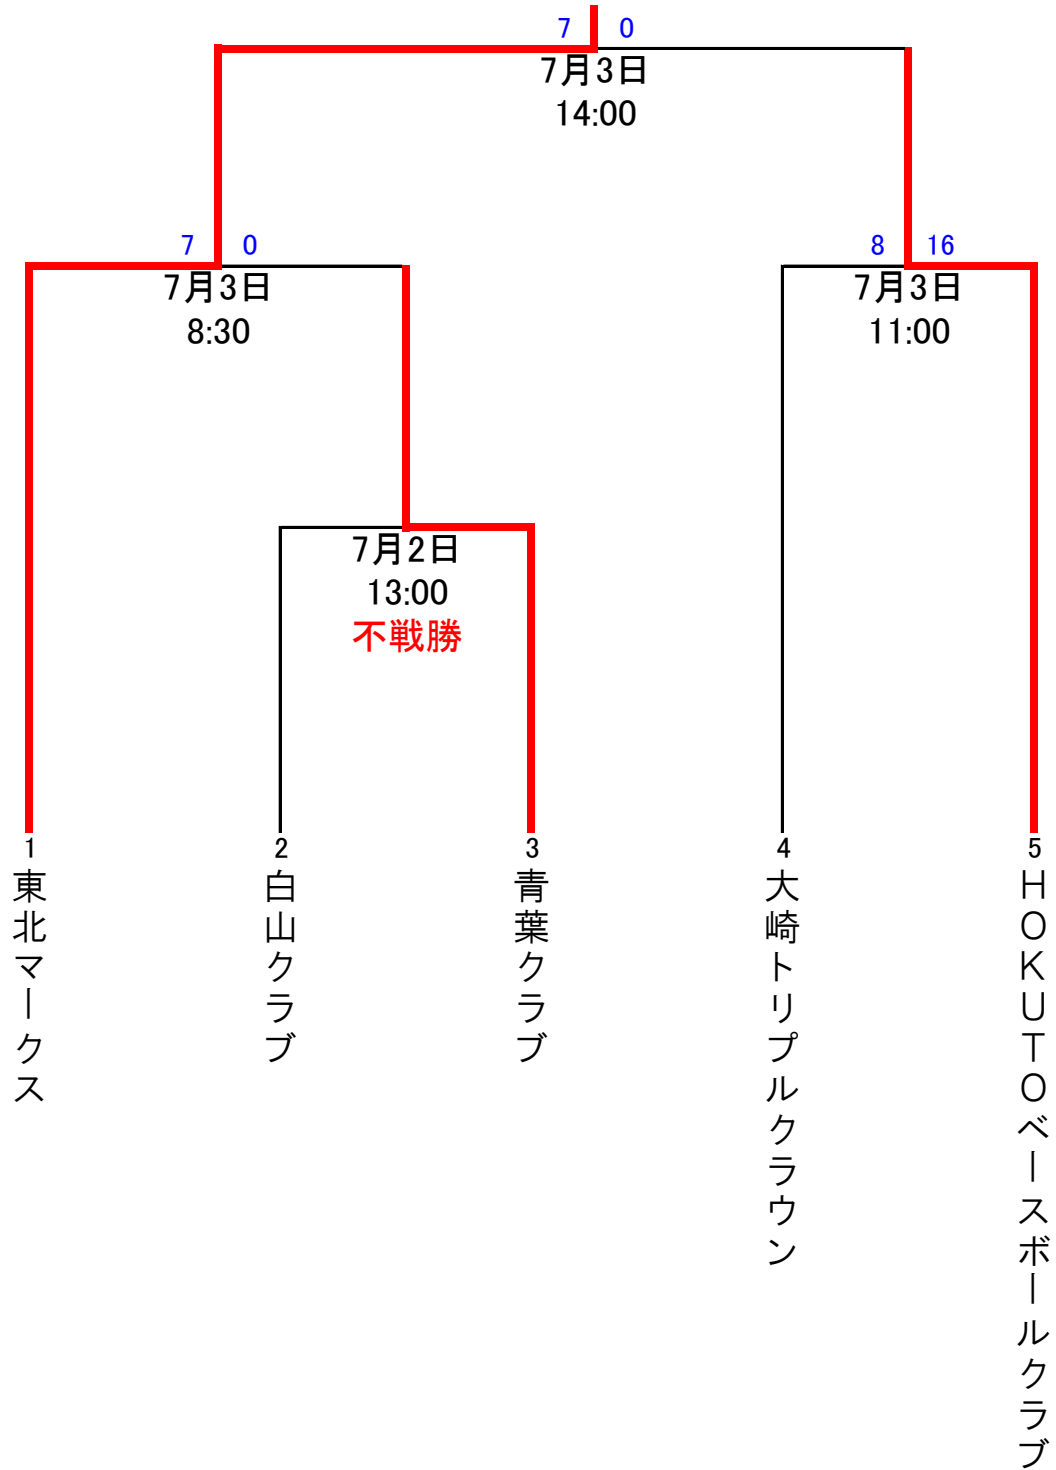 7 0
7月3日
14:00
7 0
7月3日
8:30
8 16
7月3日
11:00
7月2日
13:00
不戦勝
1
東北マークス
2
白山クラブ
3
青葉クラブ
4
大崎トリプルクラウン
5
ＨＯＫＵＴＯベースボールクラブ